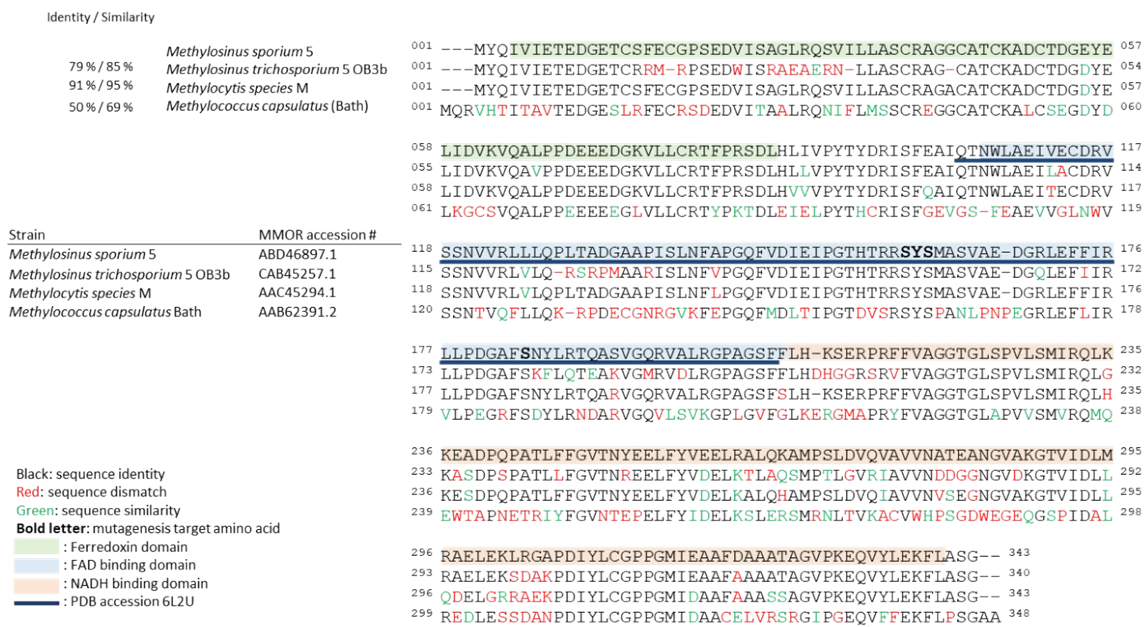 Identity / Similarity
Methylosinus sporium 5 001 ---MYQIVIETEDGETCSFECGPSEDVISAGLRQSVILLASCRAGGCATCKADCTDGEYE 057
79 % / 85 % Methylosinus trichosporium 5 OB3b 001 ---MYQIVIETEDGETCRRM-RPSEDWISRAEAERN-LLASCRAG-CATCKADCTDGDYE 054
91 % / 95 % Methylocytis species M 001 ---MYQIVIETEDGETCSFECGPSEDVISAGLRQSVILLASCRAGACATCKADCTDGDYE 057
50 % / 69 % Methylococcus capsulatus (Bath) 001 MQRVHTITAVTEDGESLRFECRSDEDVITAALRQNIFLMSSCREGGCATCKALCSEGDYD 060
058 LIDVKVQALPPDEEEDGKVLLCRTFPRSDLHLIVPYTYDRISFEAIQTNWLAEIVECDRV 117
055 LIDVKVQAVPPDEEEDGKVLLCRTFPRSDLHLLVPYTYDRISFEAIQTNWLAEILACDRV 114
058 LIDVKVQALPPDEEEDGKVLLCRTFPRSDLHVVVPYTYDRISFQAIQTNWLAEITECDRV 117
061 LKGCSVQALPPEEEEEGLVLLCRTYPKTDLEIELPYTHCRISFGEVGS-FEAEVVGLNWV 119
Strain MMOR accession #
Methylosinus sporium 5 ABD46897.1 118 SSNVVRLLLQPLTADGAAPISLNFAPGQFVDIEIPGTHTRRSYSMASVAE-DGRLEFFIR 176
Methylosinus trichosporium 5 OB3b CAB45257.1 115 SSNVVRLVLQ-RSRPMAARISLNFVPGQFVDIEIPGTHTRRSYSMASVAE-DGQLEFIIR 172
Methylocytis species M AAC45294.1 118 SSNVVRLVLQPLTADGAAPISLNFLPGQFVDIEIPGTHTRRSYSMASVAE-DGRLEFFIR 176
Methylococcus capsulatus Bath AAB62391.2 120 SSNTVQFLLQK-RPDECGNRGVKFEPGQFMDLTIPGTDVSRSYSPANLPNPEGRLEFLIR 178
177 LLPDGAFSNYLRTQASVGQRVALRGPAGSFFLH-KSERPRFFVAGGTGLSPVLSMIRQLK 235
173 LLPDGAFSKFLQTEAKVGMRVDLRGPAGSFFLHDHGGRSRVFVAGGTGLSPVLSMIRQLG 232
177 LLPDGAFSNYLRTQARVGQRVALRGPAGSFSLH-KSERPRFFVAGGTGLSPVLSMIRQLH 235
179 VLPEGRFSDYLRNDARVGQVLSVKGPLGVFGLKERGMAPRYFVAGGTGLAPVVSMVRQMQ 238
236 KEADPQPATLFFGVTNYEELFYVEELRALQKAMPSLDVQVAVVNATEANGVAKGTVIDLM 295
233 KASDPSPATLLFGVTNREELFYVDELKTLAQSMPTLGVRIAVVNDDGGNGVDKGTVIDLL 292
236 KESDPQPATLFFGVTNYEELFYVDELKALQHAMPSLDVQIAVVNVSEGNGVAKGTVIDLL 295
239 EWTAPNETRIYFGVNTEPELFYIDELKSLERSMRNLTVKACVWHPSGDWEGEQGSPIDAL 298
Black: sequence identity
Red: sequence dismatch
Green: sequence similarity
Bold letter: mutagenesis target amino acid
: Ferredoxin domain
: FAD binding domain
: NADH binding domain
: PDB accession 6L2U
296 RAELEKLRGAPDIYLCGPPGMIEAAFDAAATAGVPKEQVYLEKFLASG-- 343
293 RAELEKSDAKPDIYLCGPPGMIEAAFAAAATAGVPKEQVYLEKFLASG-- 340
296 QDELGRRAEKPDIYLCGPPGMIDAAFAAASSAGVPKEQVYLEKFLASG-- 343
299 REDLESSDANPDIYLCGPPGMIDAACELVRSRGIPGEQVFFEKFLPSGAA 348